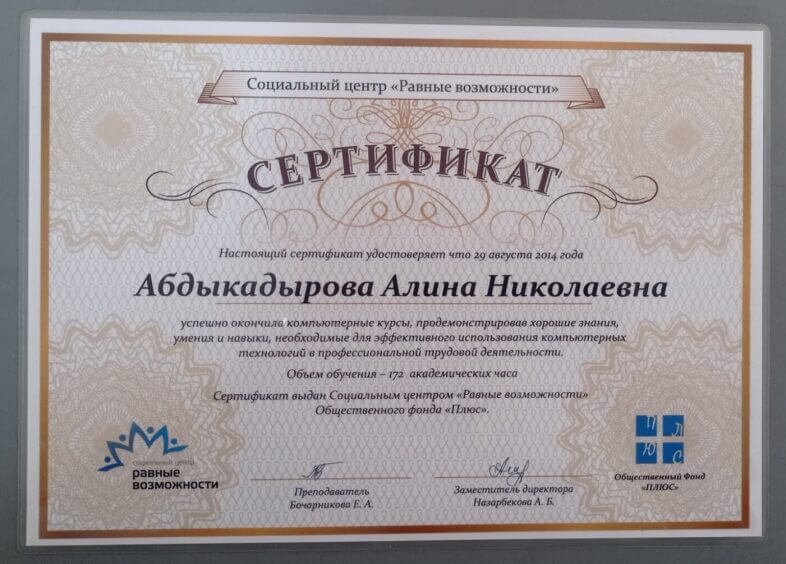 Социальный центр «Равные возможности»
СЕРТИФИКАТ
Настоящий сертификат удостоверяет что 29 августа 2014 года
Абдыкадырова Алина Николаевна
успешно окончила компьютерные курсы, продемонстрировав хорошие знания,
умения и навыки, необходимые для эффективного использования компьютерных
технологий в профессиональной трудовой деятельности.
Объем обучения – 172 академических часа
Сертификат выдан Социальным центром «Равные возможности»
Общественного фонда «Плюс».
социальный центр
равные
возможности
Преподаватель
Бочарникова Е. А.
Заместитель директора
Назарбекова А. Б.
П Л
Ю С
Общественный Фонд
«ПЛЮС»